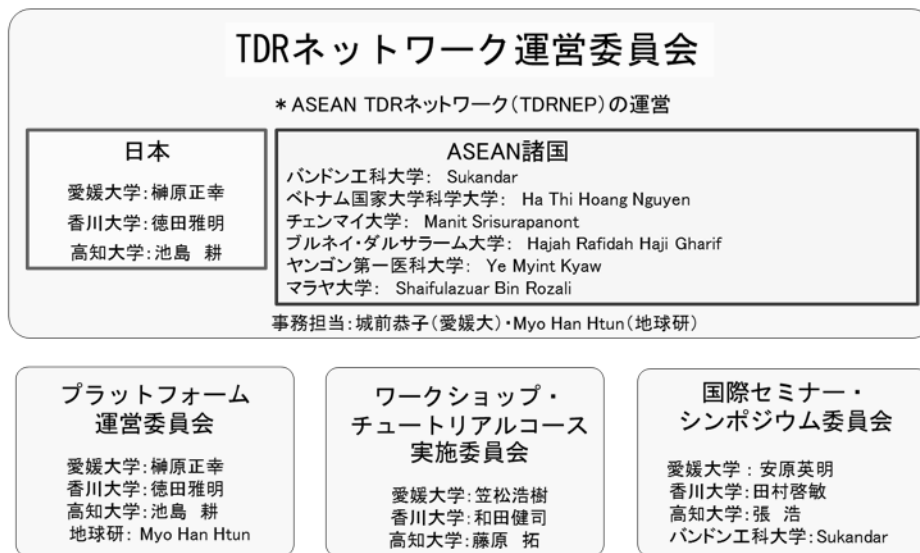 TDRネットワーク運営委員会
*ASEAN TDRネットワーク(TDRNEP)の運営
日本
愛媛大学:榊原正幸
香川大学:徳田雅明
高知大学:池島 耕
ASEAN諸国
バンドン工科大学: Sukandar
ベトナム国家大学科学大学: Ha Thi Hoang Nguyen
チェンマイ大学: Manit Srisurapanont
ブルネイ・ダルサラーム大学: Hajah Rafidah Haji Gharif
ヤンゴン第一医科大学: Ye Myint Kyaw
マラヤ大学: Shaifulazuar Bin Rozali
事務担当:城前恭子(愛媛大)・Myo Han Htun(地球研)
プラットフォーム
運営委員会
愛媛大学:榊原正幸
香川大学:徳田雅明
高知大学:池島 耕
地球研: Myo Han Htun
ワークショップ・
チュートリアルコース
実施委員会
愛媛大学:笠松浩樹
香川大学:和田健司
高知大学:藤原 拓
国際セミナー・
シンポジウム委員会
愛媛大学:安原英明
香川大学:田村啓敏
高知大学:張 浩
バンドン工科大学:Sukandar